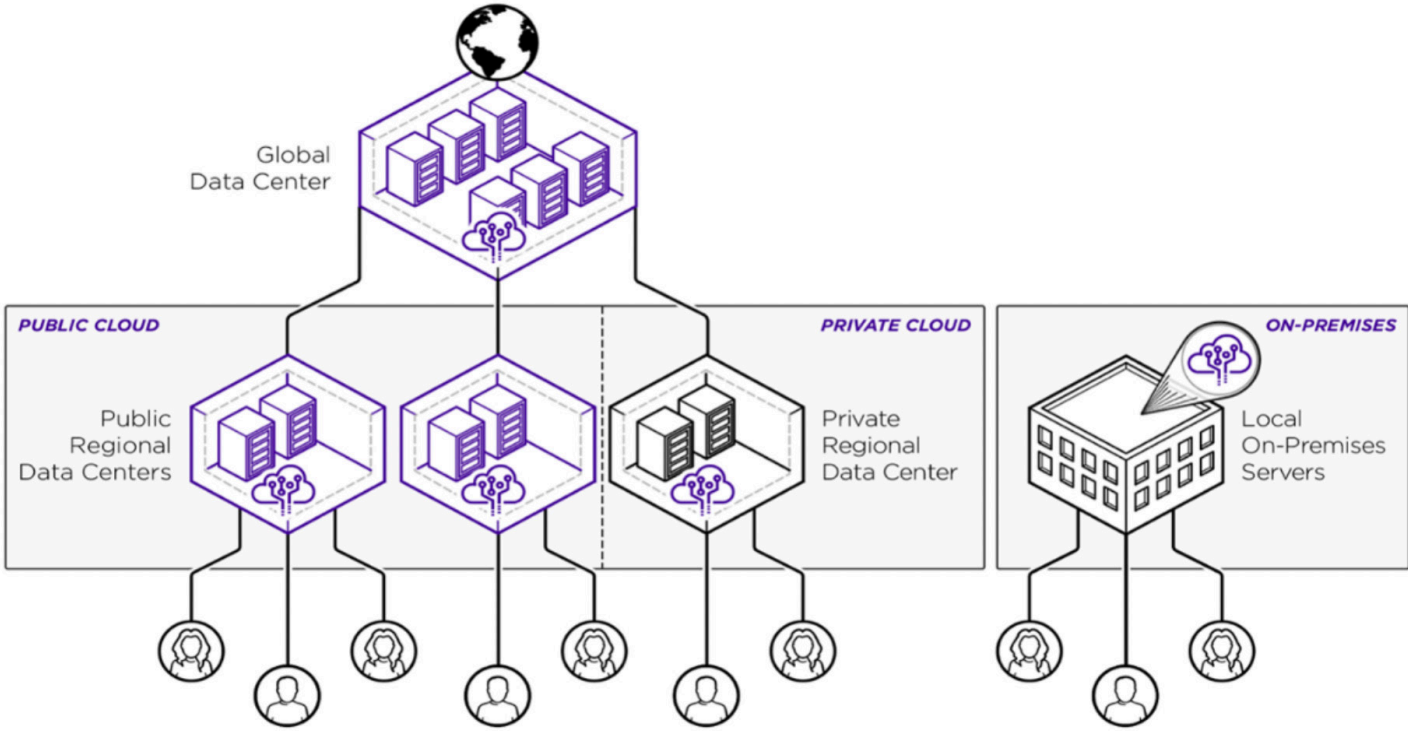 Global
Data Center
PUBLIC CLOUD
PRIVATE CLOUD
ON-PREMISES
Public
Regional
Data Centers
Private
Regional
Data Center
Local
On-Premises
Servers